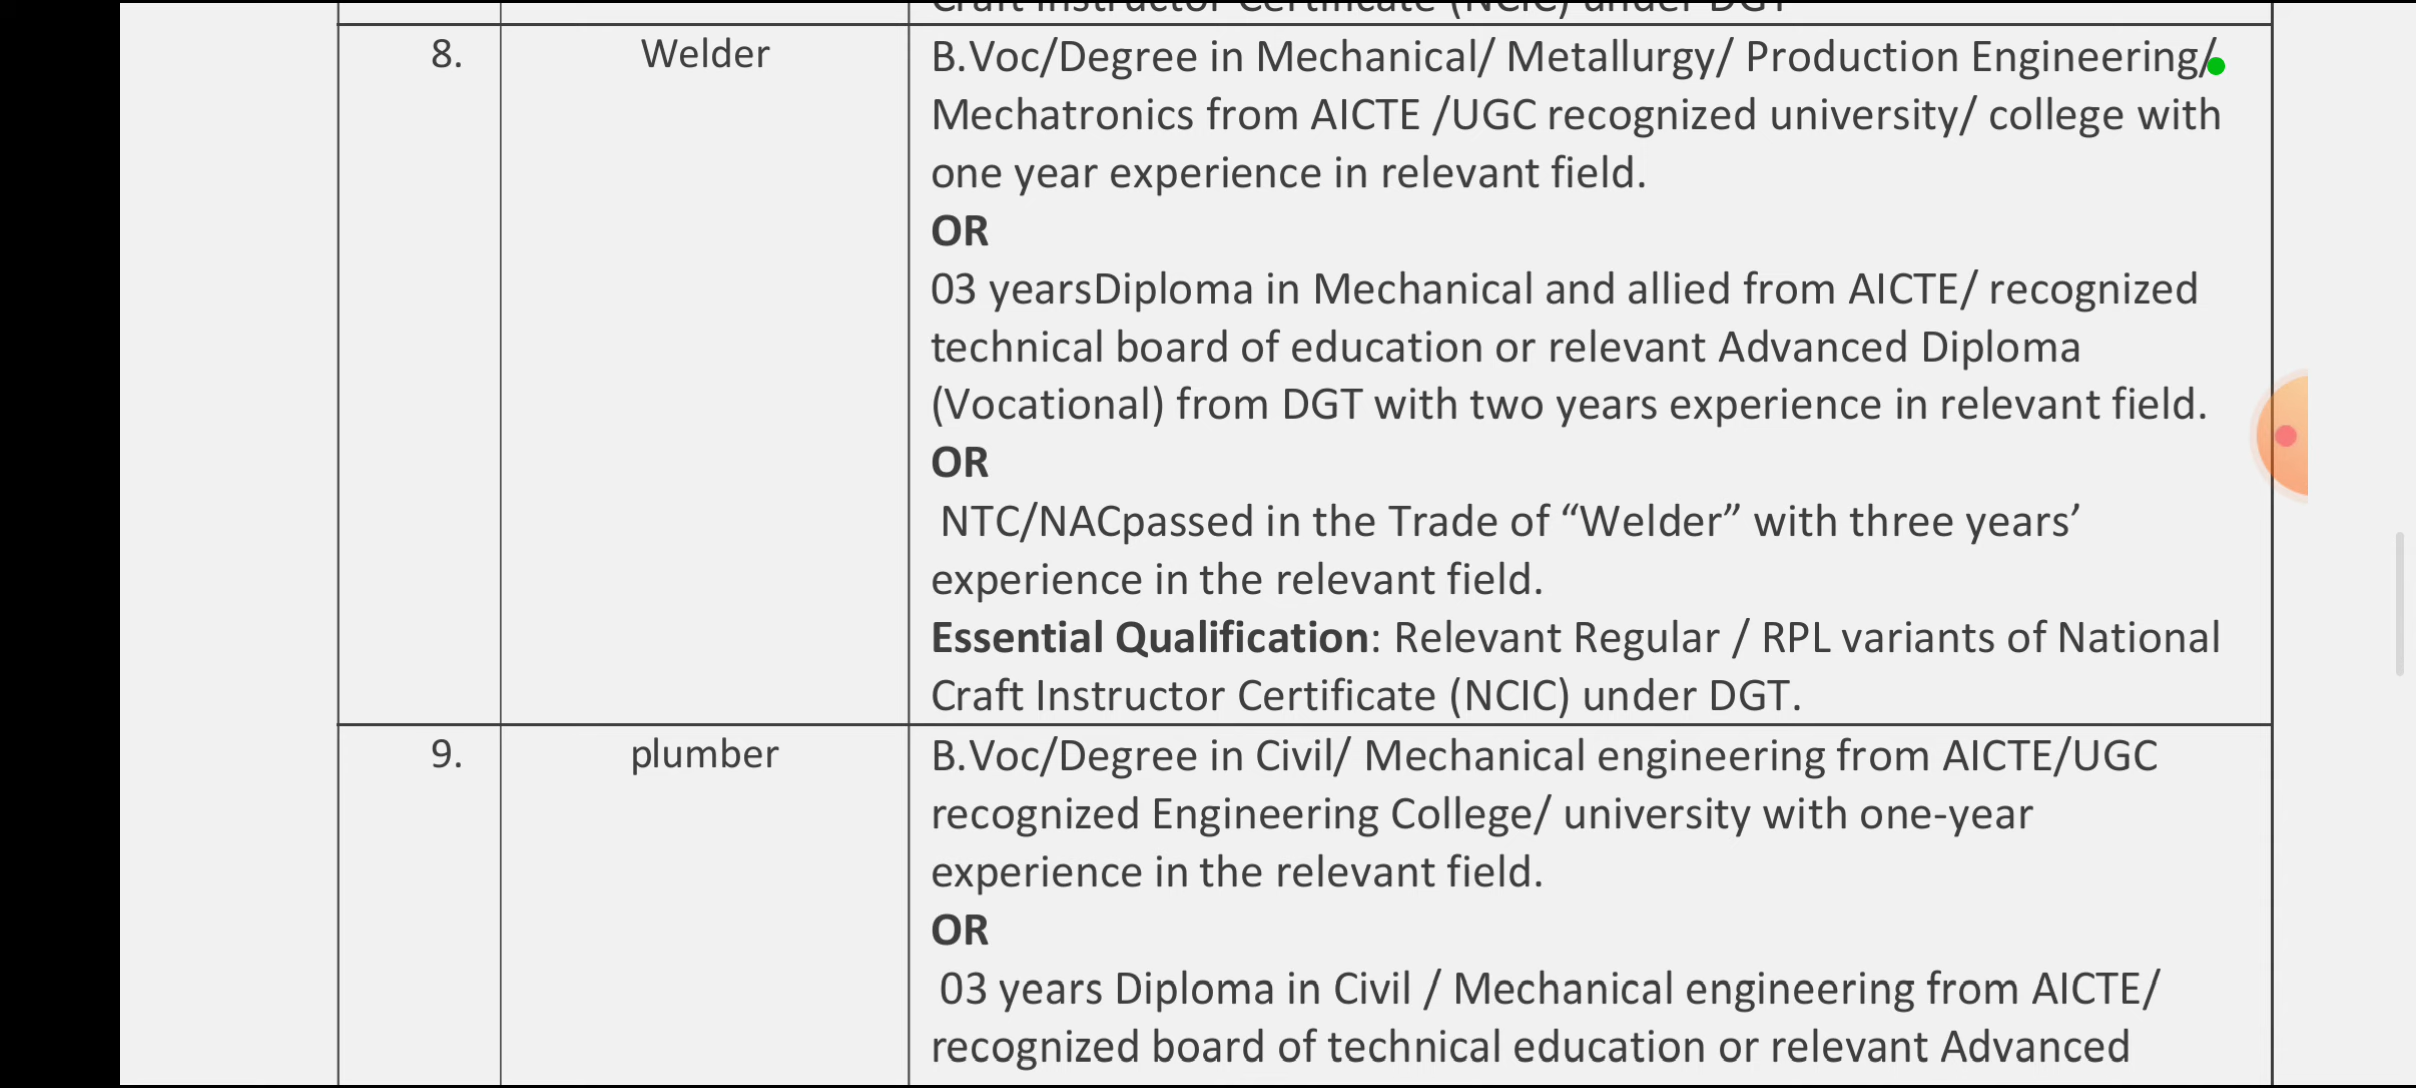 Craft Instructor Certificate (NCIC) under DGT
8.
Welder
B.Voc/Degree in Mechanical/ Metallurgy/ Production Engineering/
Mechatronics from AICTE /UGC recognized university/ college with
one year experience in relevant field.
OR
03 yearsDiploma in Mechanical and allied from AICTE/ recognized
technical board of education or relevant Advanced Diploma
(Vocational) from DGT with two years experience in relevant field.
OR
NTC/NACpassed in the Trade of “Welder” with three years’
experience in the relevant field.
Essential Qualification: Relevant Regular / RPL variants of National
Craft Instructor Certificate (NCIC) under DGT.
9.
plumber
B.Voc/Degree in Civil/ Mechanical engineering from AICTE/UGC
recognized Engineering College/ university with one-year
experience in the relevant field.
OR
03 years Diploma in Civil / Mechanical engineering from AICTE/
recognized board of technical education or relevant Advanced